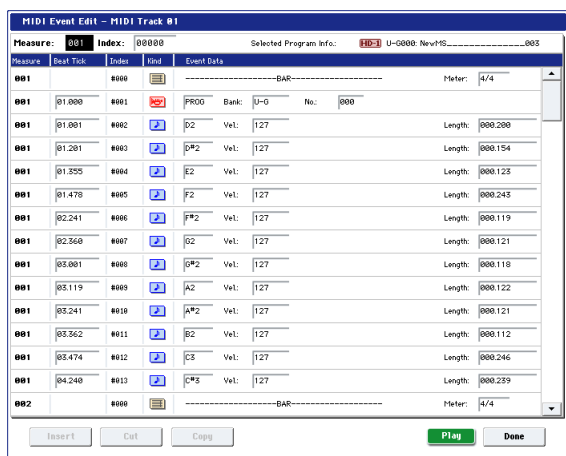 MIDI Event Edit - MIDI Track 01
Measure: 001 Index: 00000 Selected Program Info.: HD-1 U-G000: NewMS_______________003
Measure Beat Tick Index Kind Event Data
001 #000 --------------------BAR-------------------- Meter: 4/4
001 01.000 #001 PROG Bank: U-G No.: 000
001 01.001 #002 D2 Vel: 127 Length: 000.200
001 01.201 #003 D#2 Vel: 127 Length: 000.154
001 01.355 #004 E2 Vel: 127 Length: 000.123
001 01.478 #005 F2 Vel: 127 Length: 000.243
001 02.241 #006 F#2 Vel: 127 Length: 000.119
001 02.360 #007 G2 Vel: 127 Length: 000.121
001 03.001 #008 G#2 Vel: 127 Length: 000.118
001 03.119 #009 A2 Vel: 127 Length: 000.122
001 03.241 #010 A#2 Vel: 127 Length: 000.121
001 03.362 #011 B2 Vel: 127 Length: 000.112
001 03.474 #012 C3 Vel: 127 Length: 000.246
001 04.240 #013 C#3 Vel: 127 Length: 000.239
002 #000 --------------------BAR-------------------- Meter: 4/4
Insert Cut Copy Play Done